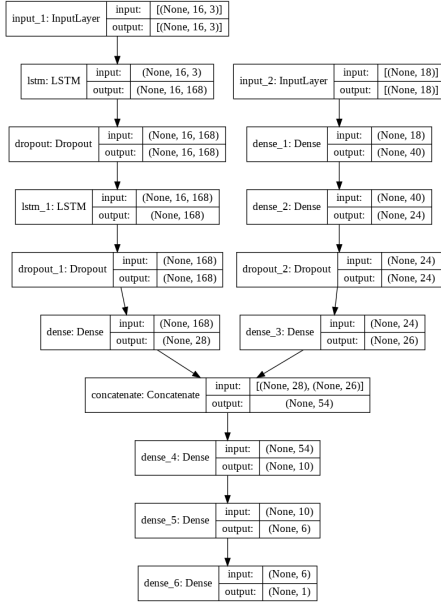 input_1: InputLayer input: [(None, 16, 3)]
output: [(None, 16, 3)]
lstm: LSTM input: (None, 16, 3)
output: (None, 16, 168)
input_2: InputLayer input: [(None, 18)]
output: [(None, 18)]
dropout: Dropout input: (None, 16, 168)
output: (None, 16, 168)
dense_1: Dense input: (None, 18)
output: (None, 40)
lstm_1: LSTM input: (None, 16, 168)
output: (None, 168)
dense_2: Dense input: (None, 40)
output: (None, 24)
dropout_1: Dropout input: (None, 168)
output: (None, 168)
dropout_2: Dropout input: (None, 24)
output: (None, 24)
dense: Dense input: (None, 168)
output: (None, 28)
dense_3: Dense input: (None, 24)
output: (None, 26)
concatenate: Concatenate input: [(None, 28), (None, 26)]
output: (None, 54)
dense_4: Dense input: (None, 54)
output: (None, 10)
dense_5: Dense input: (None, 10)
output: (None, 6)
dense_6: Dense input: (None, 6)
output: (None, 1)